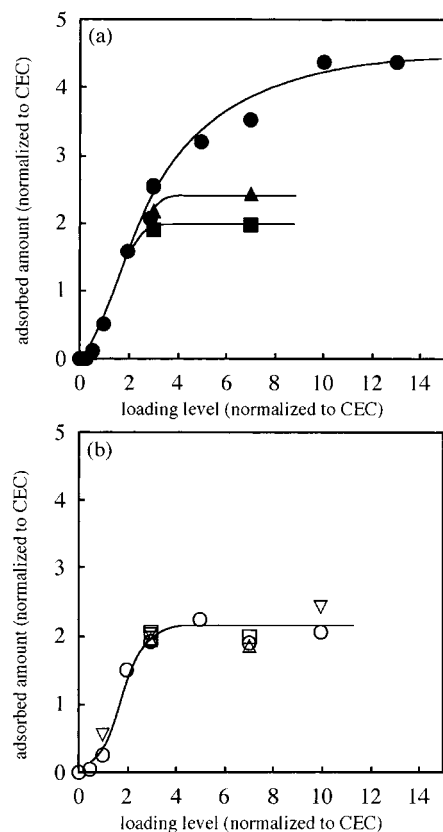 (a)
5
4
3
2
1
0
adsorbed amount (normalized to CEC)
0 2 4 6 8 10 12 14
loading level (normalized to CEC)
(b)
5
4
3
2
1
0
adsorbed amount (normalized to CEC)
0 2 4 6 8 10 12 14
loading level (normalized to CEC)